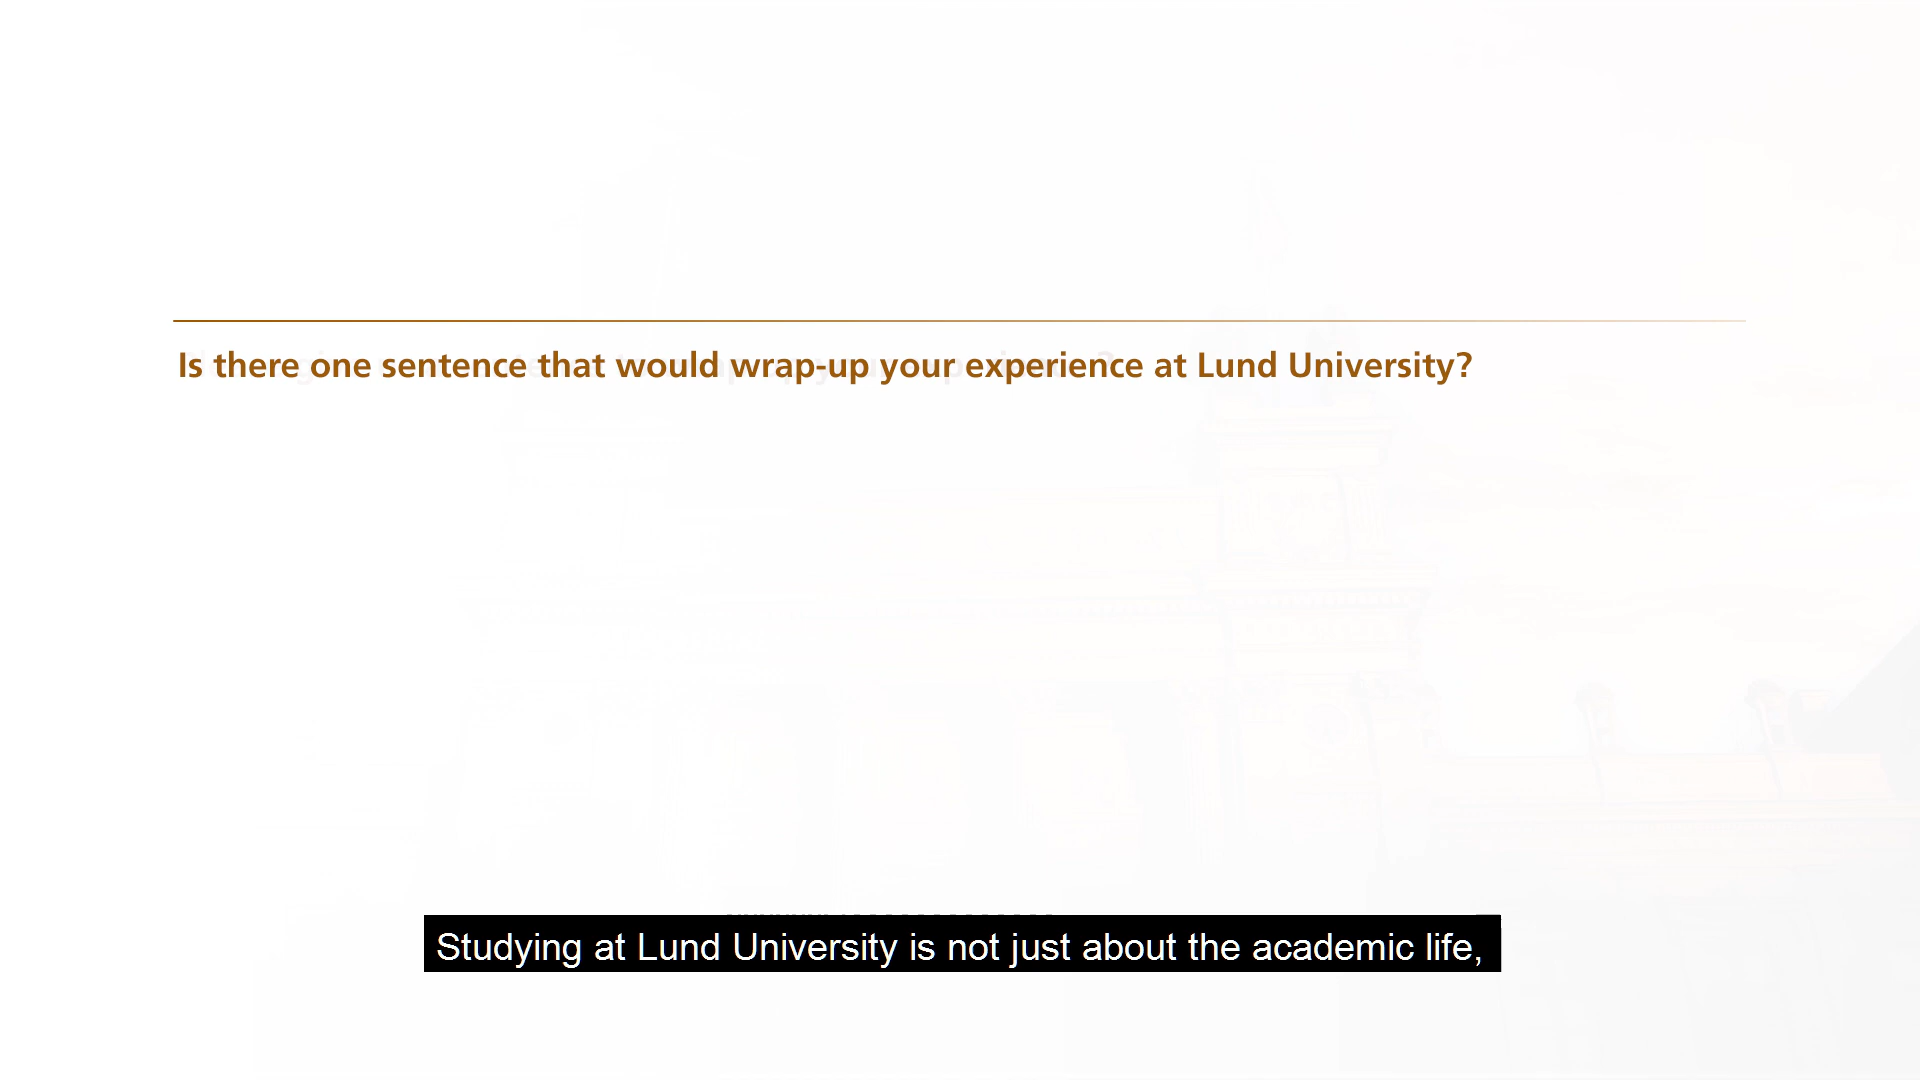 Is there one sentence that would wrap-up your experience at Lund University?
Studying at Lund University is not just about the academic life,